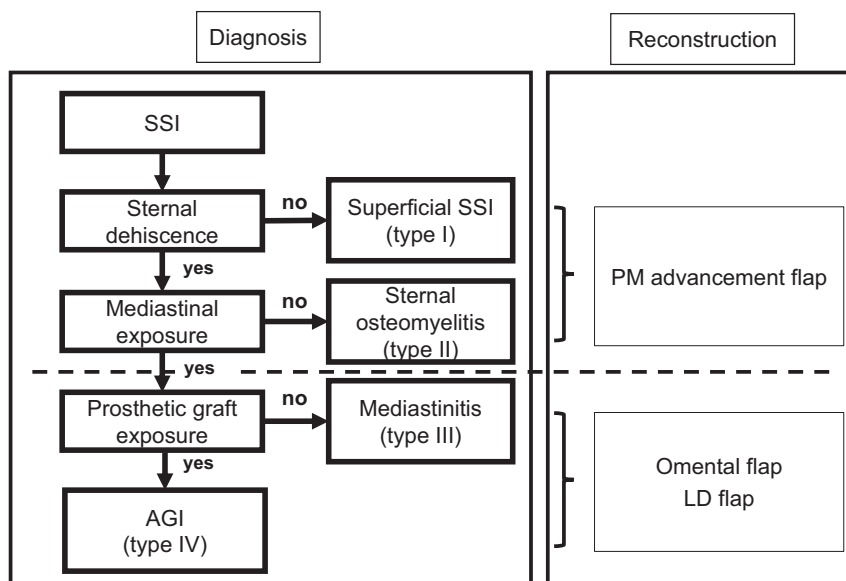 Diagnosis
Reconstruction
SSI
Sternal
dehiscence
no
Superficial SSI
(type I)
yes
Mediastinal
exposure
no
Sternal
osteomyelitis
(type II)
yes
Prosthetic graft
exposure
no
Mediastinitis
(type III)
yes
AGI
(type IV)
PM advancement flap
Omental flap
LD flap